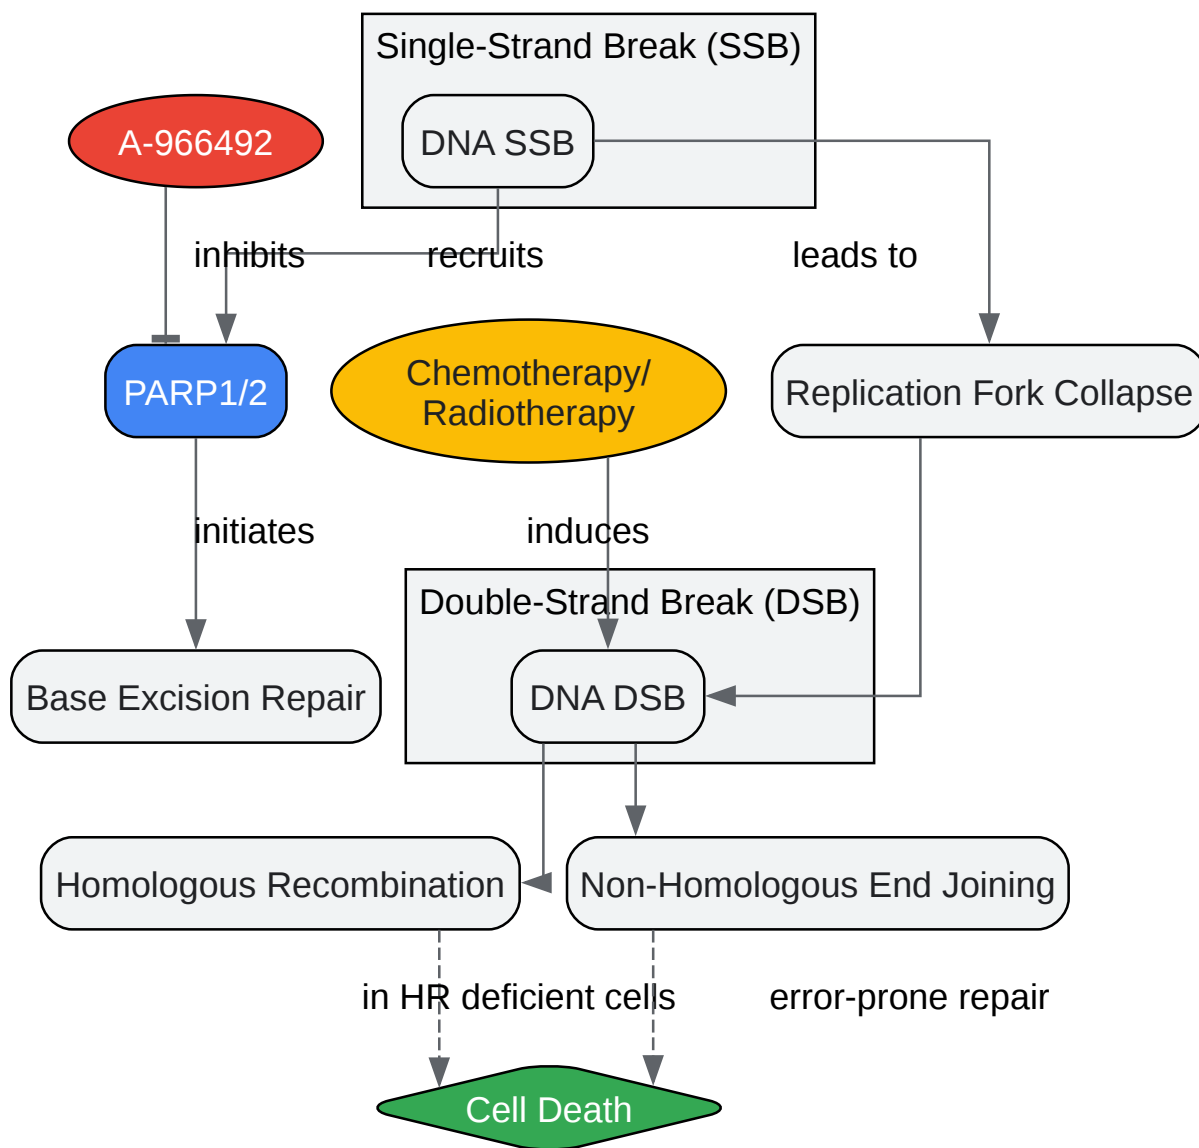 Single-Strand Break (SSB)
A-966492
DNA SSB
inhibits
recruits
leads to
PARP1/2
Chemotherapy/
Radiotherapy
Replication Fork Collapse
initiates
induces
Double-Strand Break (DSB)
Base Excision Repair
DNA DSB
Homologous Recombination
Non-Homologous End Joining
in HR deficient cells
error-prone repair
Cell Death